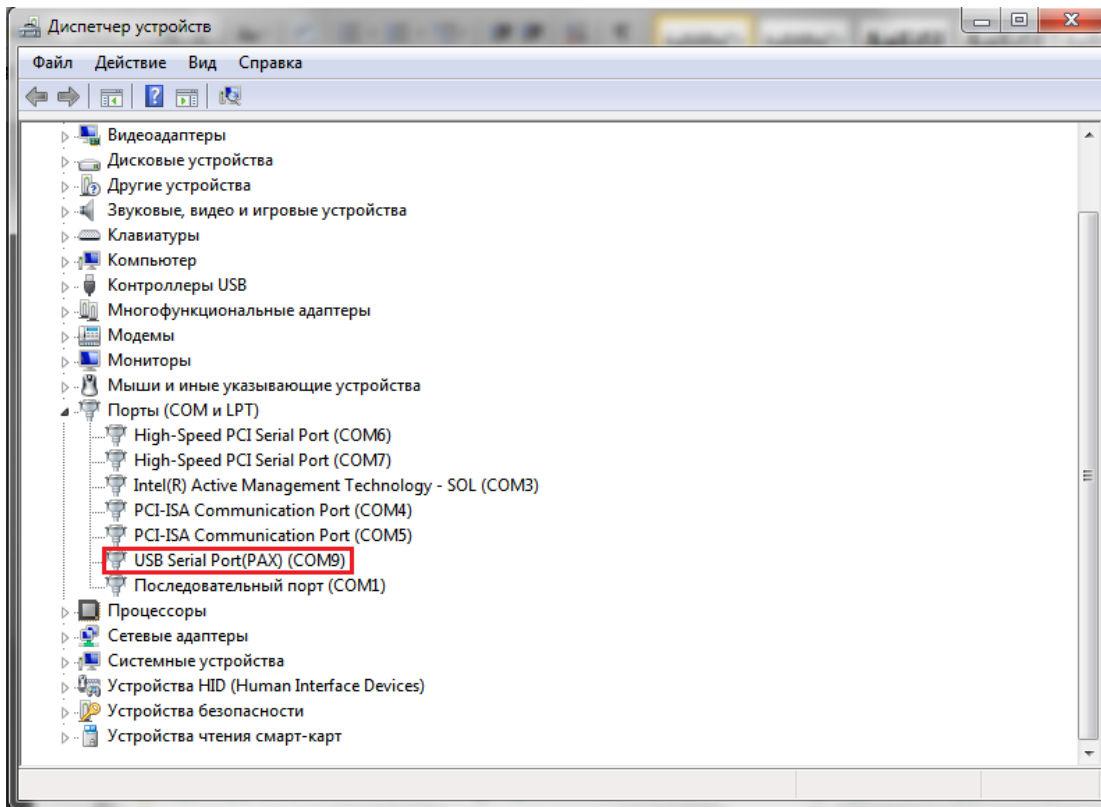 Диспетчер устройств
Файл Действие Вид Справка
Видеоадаптеры
Дисковые устройства
Другие устройства
Звуковые, видео и игровые устройства
Клавиатуры
Компьютер
Контроллеры USB
Многофункциональные адаптеры
Модемы
Мониторы
Мыши и иные указывающие устройства
Порты (COM и LPT)
High-Speed PCI Serial Port (COM6)
High-Speed PCI Serial Port (COM7)
Intel(R) Active Management Technology - SOL (COM3)
PCI-ISA Communication Port (COM4)
PCI-ISA Communication Port (COM5)
USB Serial Port(PAX) (COM9)
Последовательный порт (COM1)
Процессоры
Сетевые адаптеры
Системные устройства
Устройства HID (Human Interface Devices)
Устройства безопасности
Устройства чтения смарт-карт